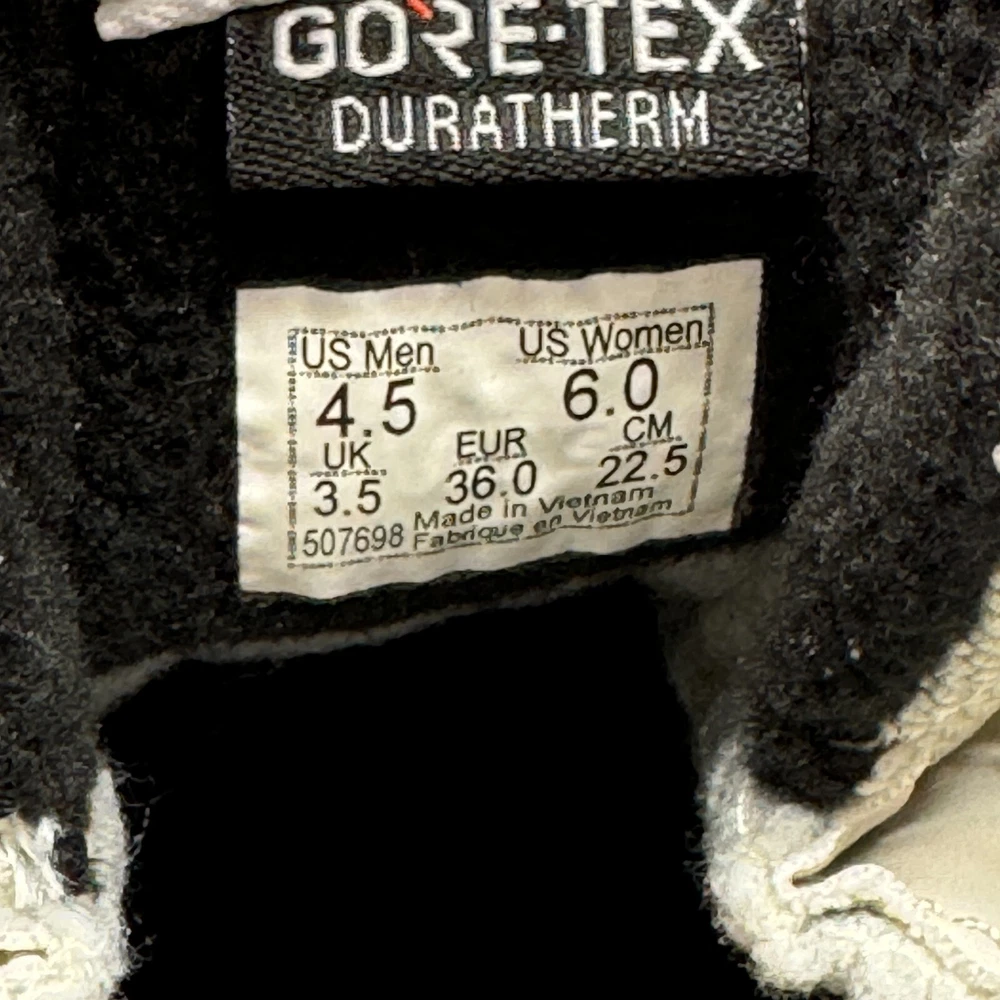 GORE-TEX
DURATHERM
US Men US Women
4.5 6.0
UK EUR CM
3.5 36.0 22.5
507698 Made in Vietnam
Fabrique en Vietnam